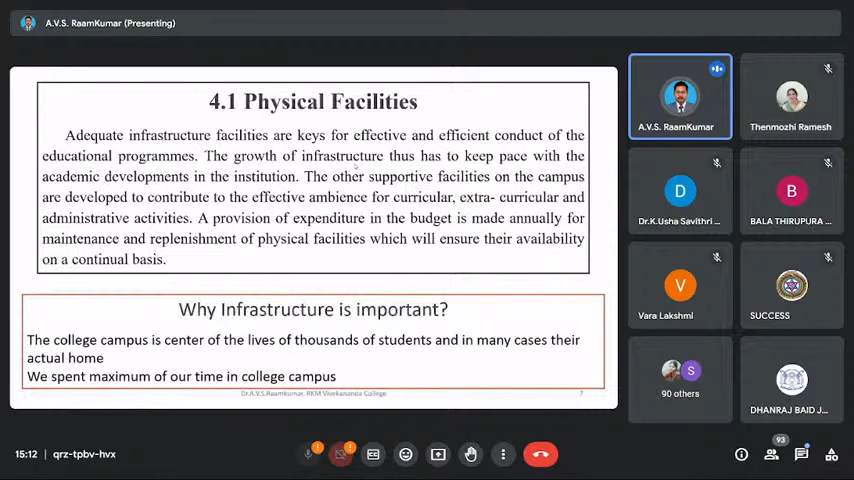 A.V.S. RaamKumar (Presenting)
4.1 Physical Facilities
Adequate infrastructure facilities are keys for effective and efficient conduct of the
educational programmes. The growth of infrastructure thus has to keep pace with the
academic developments in the institution. The other supportive facilities on the campus
are developed to contribute to the effective ambience for curricular, extra- curricular and
administrative activities. A provision of expenditure in the budget is made annually for
maintenance and replenishment of physical facilities which will ensure their availability
on a continual basis.
Why Infrastructure is important?
The college campus is center of the lives of thousands of students and in many cases their
actual home
We spent maximum of our time in college campus
Dr.A.V.S.Raamkumar, RKM Vivekananda College
7
A.V.S. RaamKumar
Thenmozhi Ramesh
D
Dr.K.Usha Savithri ...
B
BALA THIRUPURA ...
V
Vara Lakshmi
SUCCESS
S
90 others
DHANRAJ BAID J...
15:12 | qrz-tpbv-hvx
93